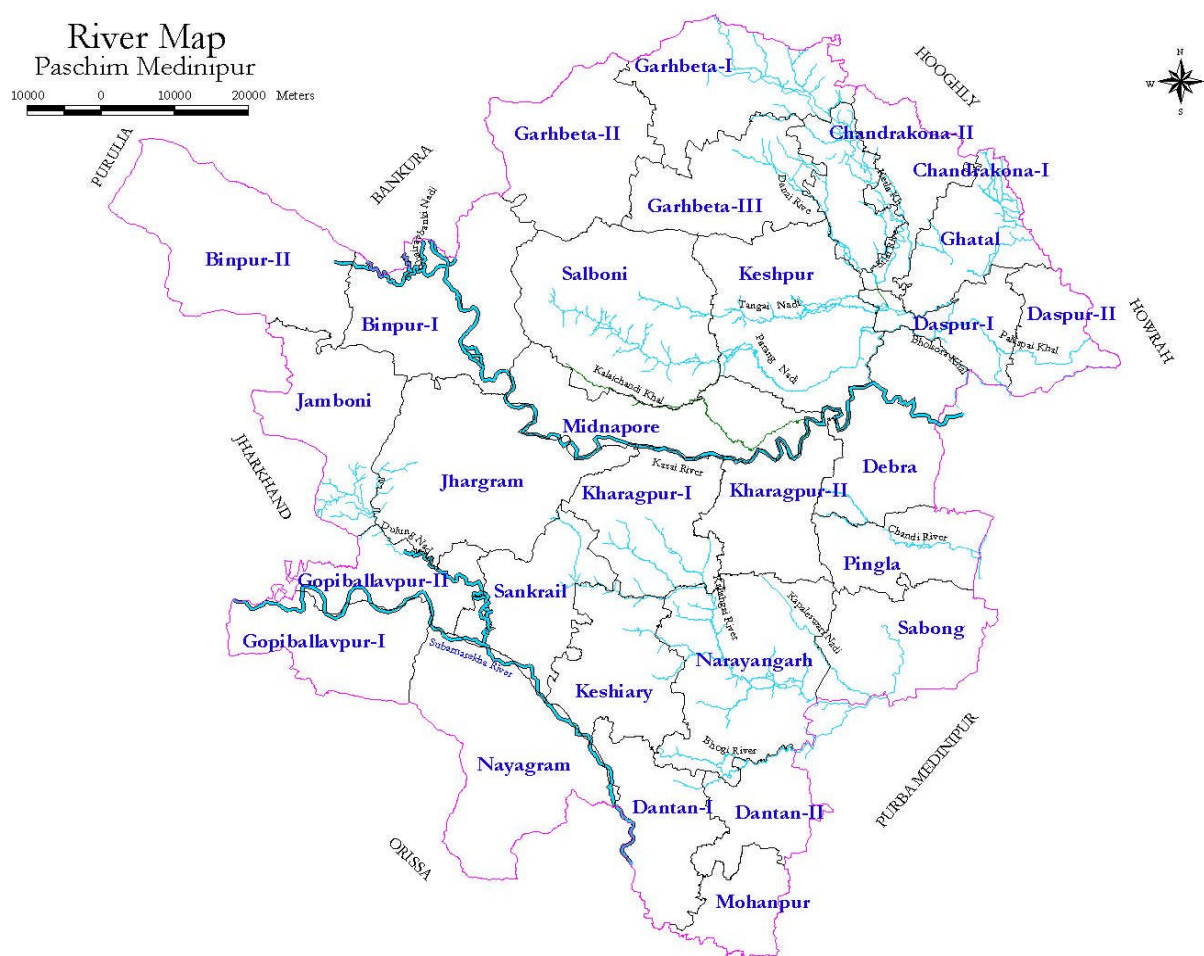 River Map
Paschim Medinipur
10000 0 10000 20000 Meters
N
W
S
HOOGHLY
PURULIA
BANKURA
HOWRAH
JHARKHAND
ORISSA
PURBA MEDINIPUR
Garhbeta-I
Garhbeta-II
Chandrakona-II
Chandrakona-I
Garhbeta-III
Ghatal
Binpur-II
Salboni
Keshpur
Tangai Nadi
Binpur-I
Daspur-I
Daspur-II
Parang Nadi
Kalaichandi Khal
Jamboni
Midnapore
Kasai River
Debra
Jhargram
Kharagpur-I
Kharagpur-II
Dulung Nadi
Chandi River
Pingla
Gopiballavpur-II
Sankrail
Kapaleswari Nadi
Sabong
Gopiballavpur-I
Narayangarh
Keshiary
Bhogi River
Nayagram
Dantan-I
Dantan-II
Mohanpur